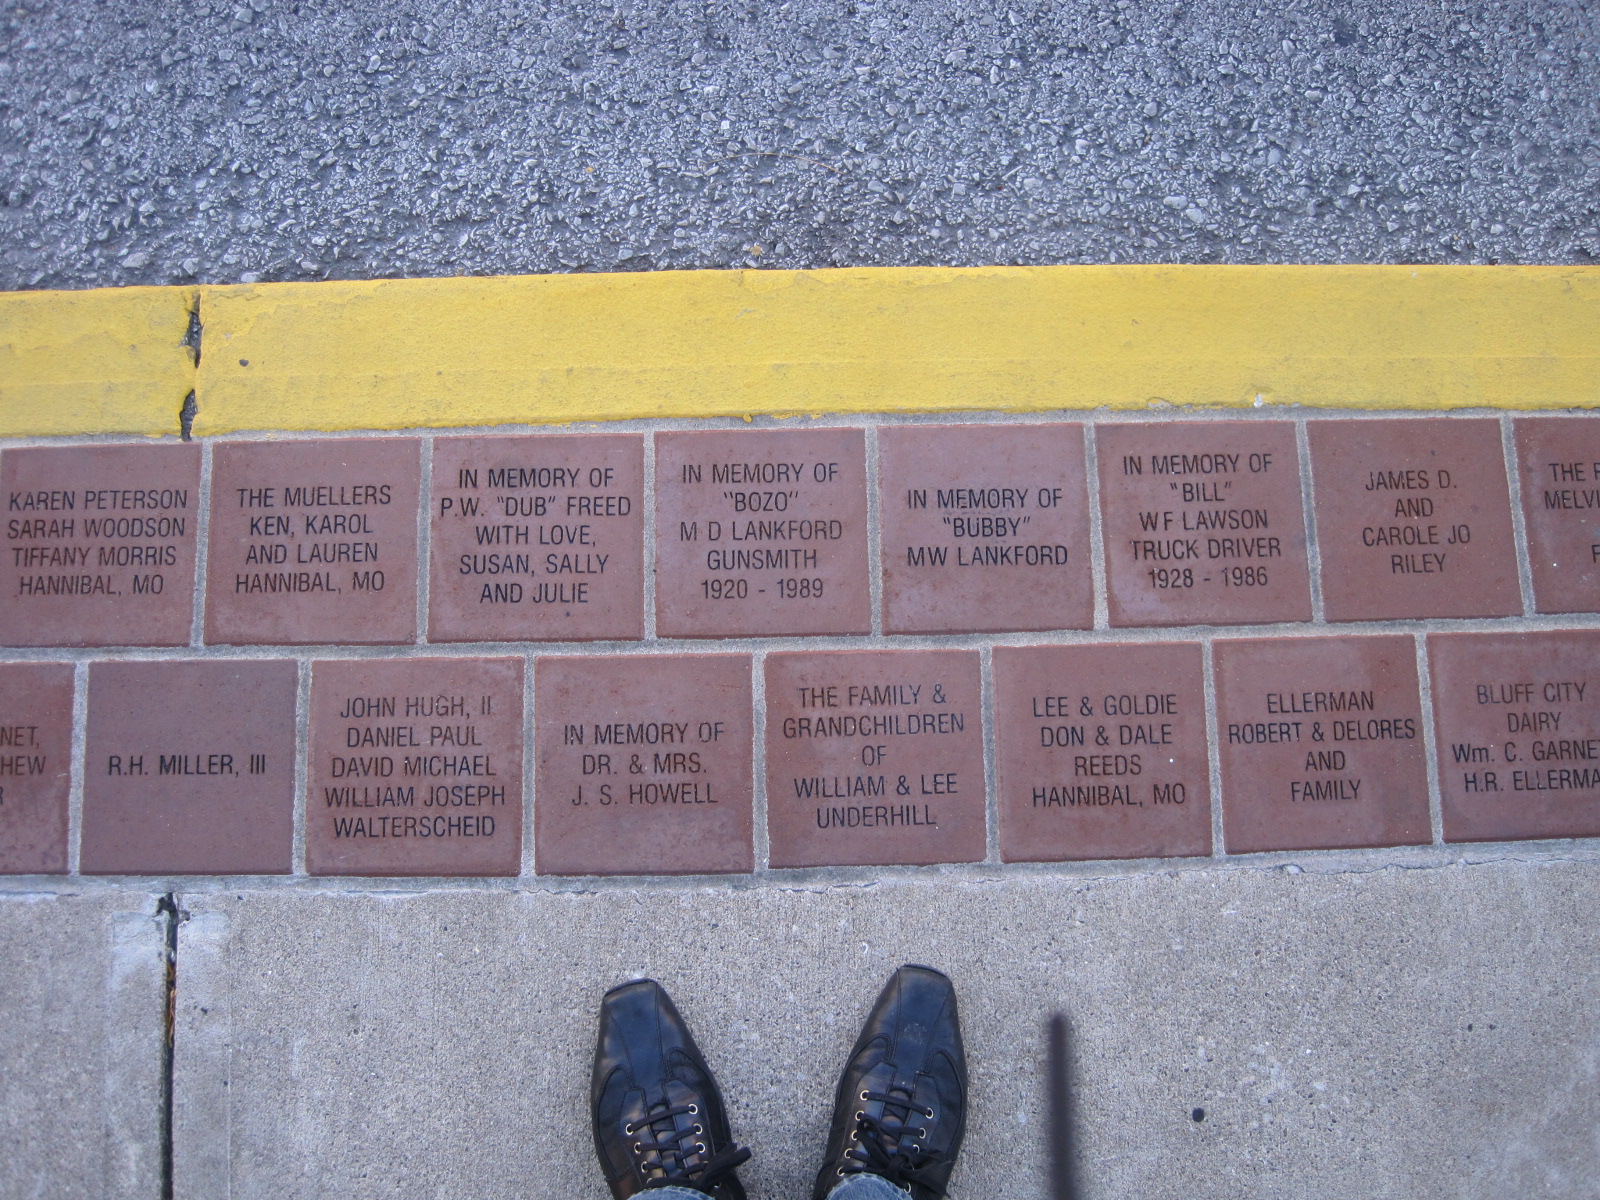 KAREN PETERSON
SARAH WOODSON
TIFFANY MORRIS
HANNIBAL, MO
THE MUELLERS
KEN, KAROL
AND LAUREN
HANNIBAL, MO
IN MEMORY OF
P.W. "DUB" FREED
WITH LOVE,
SUSAN, SALLY
AND JULIE
IN MEMORY OF
"BOZO"
M D LANKFORD
GUNSMITH
1920 - 1989
IN MEMORY OF
"BUBBY"
MW LANKFORD
IN MEMORY OF
"BILL"
WF LAWSON
TRUCK DRIVER
1928 - 1986
JAMES D.
AND
CAROLE JO
RILEY
THE
R.H. MILLER, III
JOHN HUGH, II
DANIEL PAUL
DAVID MICHAEL
WILLIAM JOSEPH
WALTERSCHEID
IN MEMORY OF
DR. & MRS.
J. S. HOWELL
THE FAMILY &
GRANDCHILDREN
OF
WILLIAM & LEE
UNDERHILL
LEE & GOLDIE
DON & DALE
REEDS
HANNIBAL, MO
ELLERMAN
ROBERT & DELORES
AND
FAMILY
BLUFF CITY
DAIRY
Wm. C.
H.R.